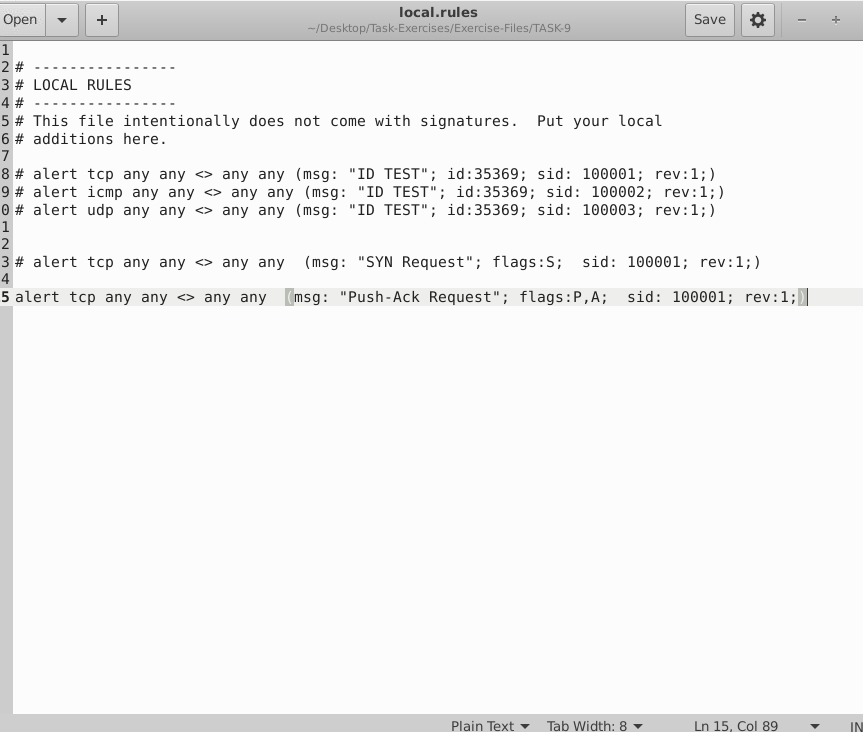 Open
+
local.rules
~/Desktop/Task-Exercises/Exercise-Files/TASK-9
Save
1
2 # ----------------
3 # LOCAL RULES
4 # ----------------
5 # This file intentionally does not come with signatures.  Put your local
6 # additions here.
7
8 # alert tcp any any <> any any (msg: "ID TEST"; id:35369; sid: 100001; rev:1;)
9 # alert icmp any any <> any any (msg: "ID TEST"; id:35369; sid: 100002; rev:1;)
0 # alert udp any any <> any any (msg: "ID TEST"; id:35369; sid: 100003; rev:1;)
1
2
3 # alert tcp any any <> any any  (msg: "SYN Request"; flags:S;  sid: 100001; rev:1;)
4
5 alert tcp any any <> any any  (msg: "Push-Ack Request"; flags:P,A;  sid: 100001; rev:1;)
Plain Text Tab Width: 8 Ln 15, Col 89 IN